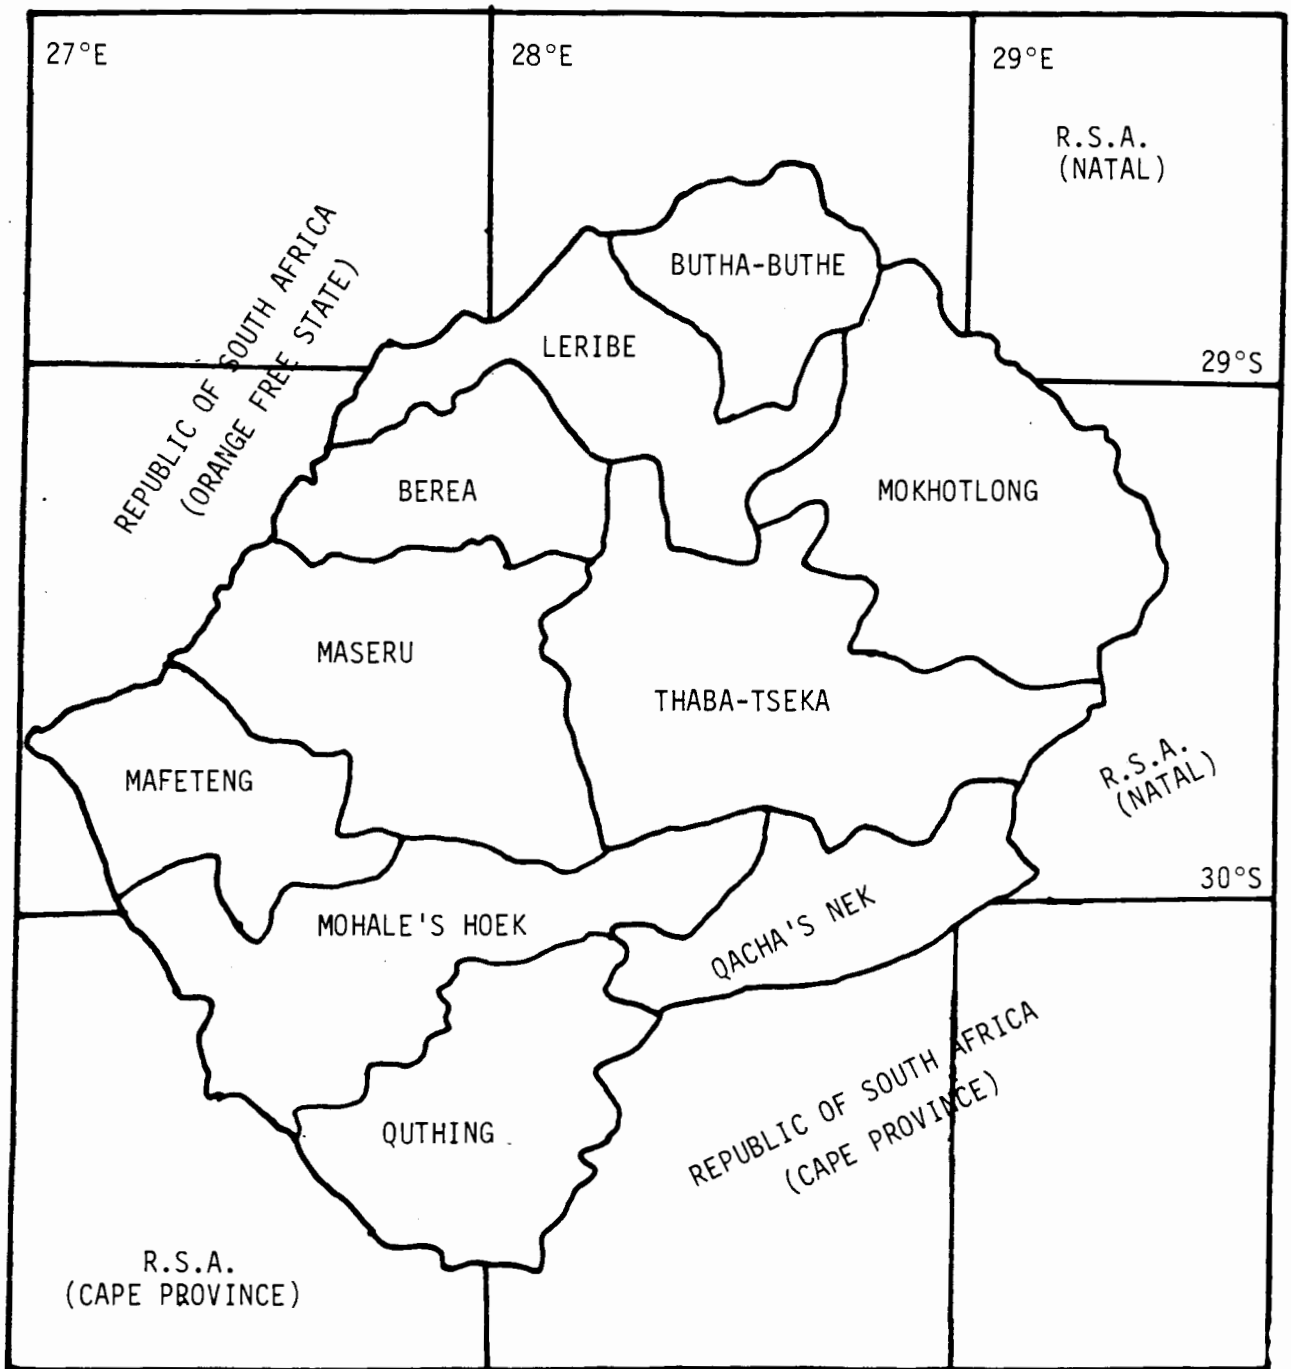 27°E
28°E
29°E
R.S.A.
(NATAL)
REPUBLIC OF SOUTH AFRICA
(ORANGE FREE STATE)
BUTHA-BUTHE
LERIBE
29°S
BEREA
MOKHOTLONG
MASERU
THABA-TSEKA
MAFETENG
R.S.A.
(NATAL)
30°S
MOHALE'S HOEK
QACHA'S NEK
REPUBLIC OF SOUTH AFRICA
(CAPE PROVINCE)
QUTHING
R.S.A.
(CAPE PROVINCE)